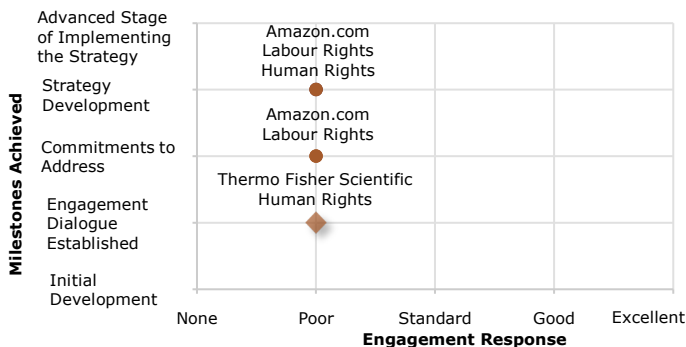 Milestones Achieved
Advanced Stage
of Implementing
the Strategy
Strategy
Development
Commitments to
Address
Engagement
Dialogue
Established
Initial
Development
Amazon.com
Labour Rights
Human Rights
Amazon.com
Labour Rights
Thermo Fisher Scientific
Human Rights
None
Poor
Standard
Good
Excellent
Engagement Response